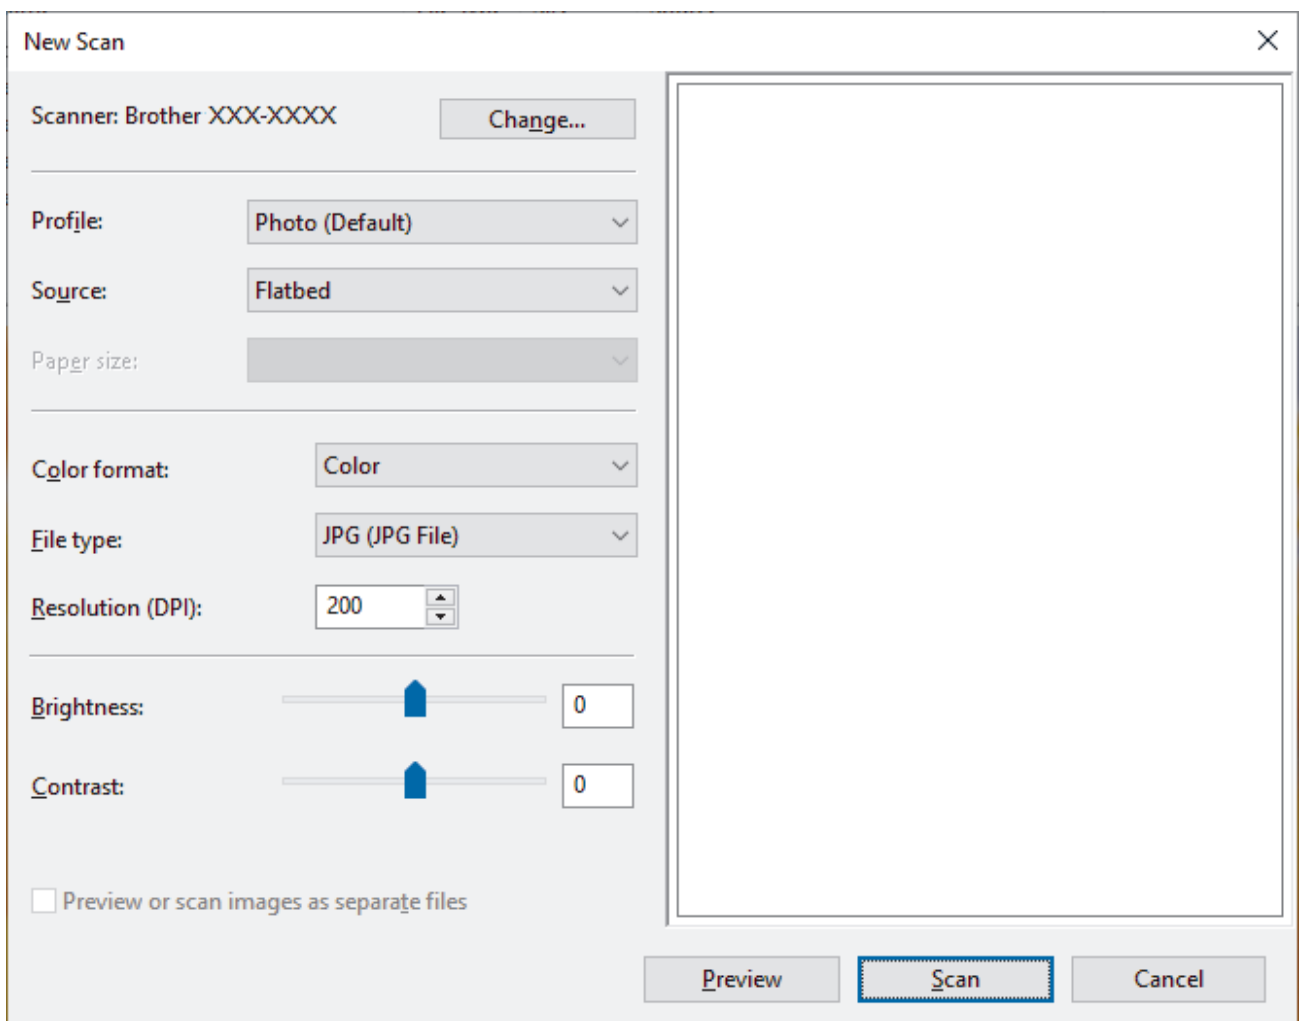 New Scan
Scanner: Brother XXX-XXXX
Change...
Profile:
Photo (Default)
Source:
Flatbed
Paper size:
Color format:
Color
File type:
JPG (JPG File)
Resolution (DPI):
200
Brightness:
0
Contrast:
0
Preview or scan images as separate files
Preview
Scan
Cancel